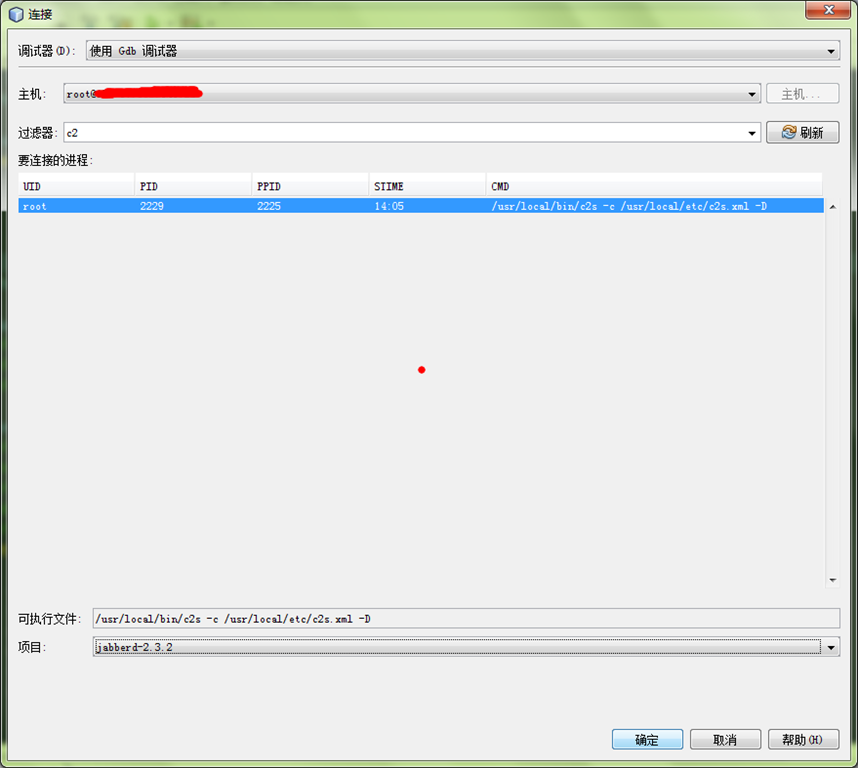 连接
调试器(D): 使用 Gdb 调试器
主机: root@ 主机...
过滤器: c2 刷新
要连接的进程:
UID PID PPID STIME CMD
root 2229 2225 14:05 /usr/local/bin/c2s -c /usr/local/etc/c2s.xml -D
可执行文件: /usr/local/bin/c2s -c /usr/local/etc/c2s.xml -D
项目: jabberd-2.3.2
确定 取消 帮助(H)